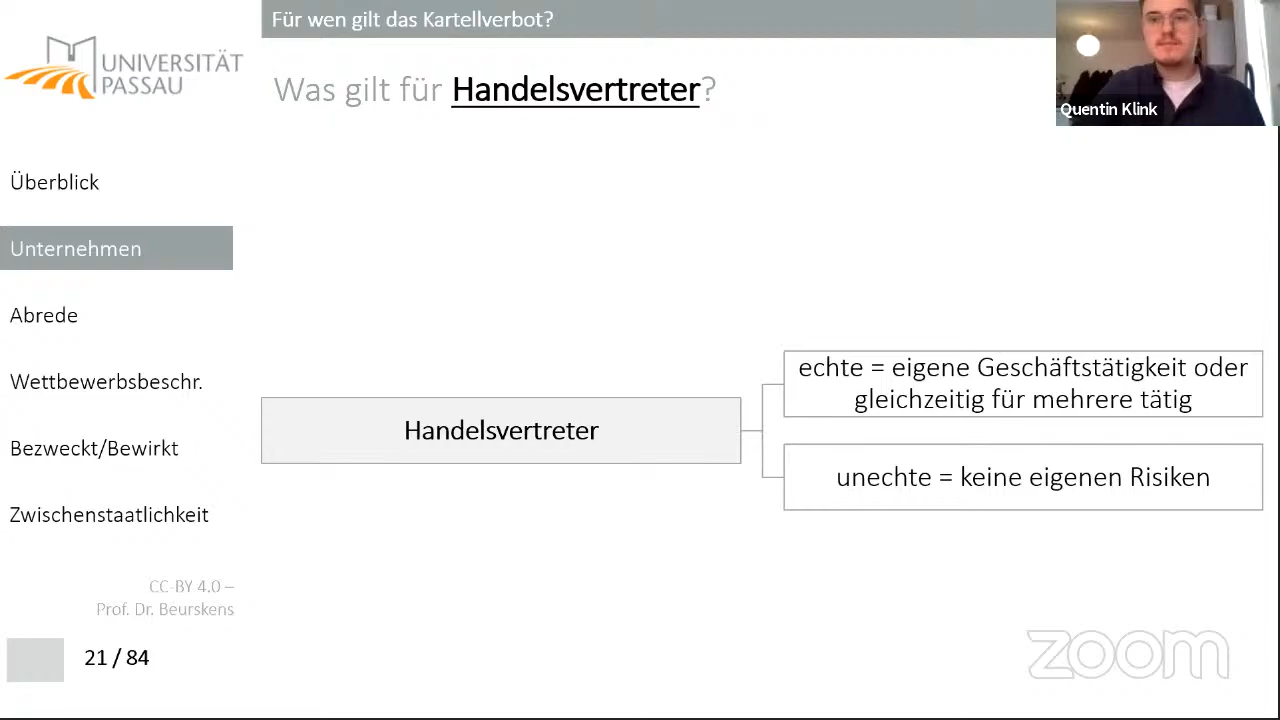 Für wen gilt das Kartellverbot?
UNIVERSITÄT
PASSAU
Was gilt für Handelsvertreter?
Quentin Klink
Überblick
Unternehmen
Abrede
Wettbewerbsbeschr.
Bezweckt/Bewirkt
Zwischenstaatlichkeit
Handelsvertreter
echte = eigene Geschäftstätigkeit oder
gleichzeitig für mehrere tätig
unechte = keine eigenen Risiken
CC-BY 4.0 –
Prof. Dr. Beurskens
21 / 84
zoom